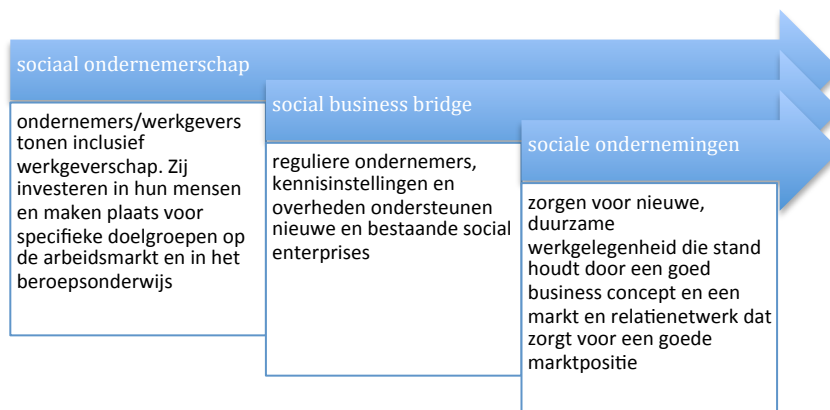 sociaal ondernemerschap
ondernemers/werkgevers
tonen inclusief
werkgeverschap. Zij
investeren in hun mensen
en maken plaats voor
specifieke doelgroepen op
de arbeidsmarkt en in het
beroepsonderwijs
social business bridge
reguliere ondernemers,
kennisinstellingen en
overheden ondersteunen
nieuwe en bestaande social
enterprises
sociale ondernemingen
zorgen voor nieuwe,
duurzame
werkgelegenheid die stand
houdt door een goed
business concept en een
markt en relatienetwerk dat
zorgt voor een goede
marktpositie